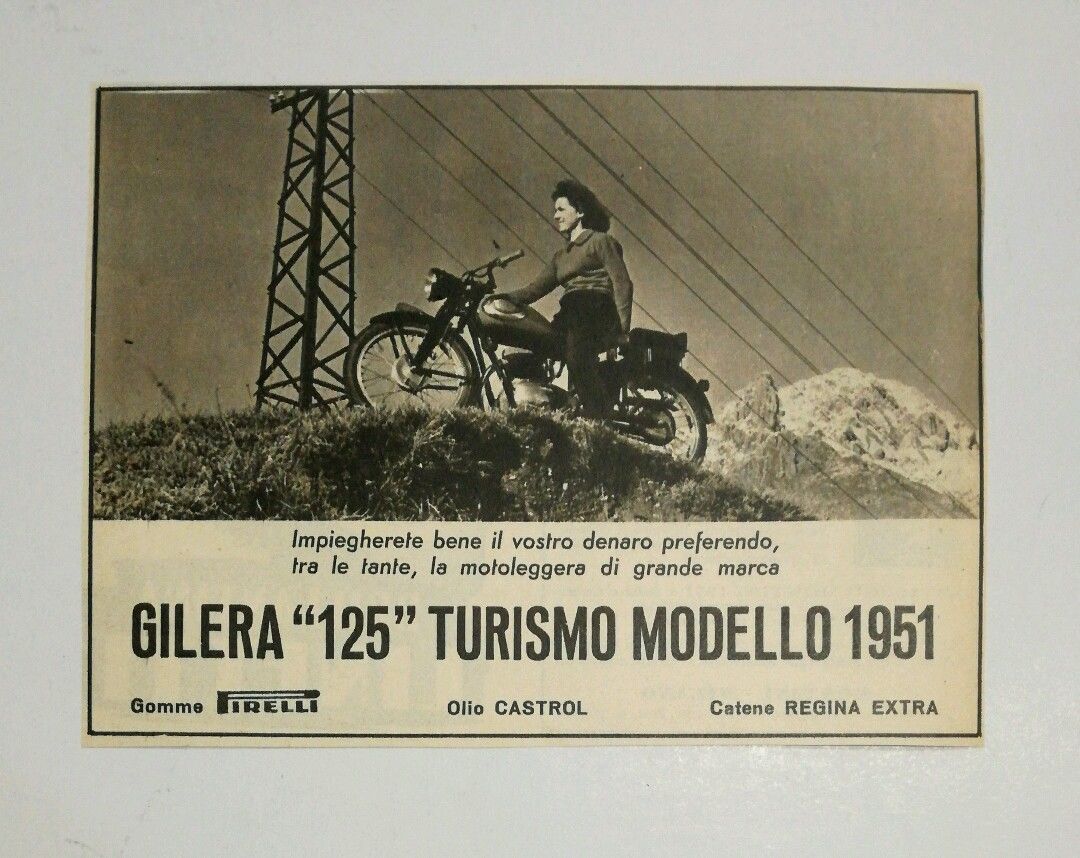 Impiegherete bene il vostro denaro preferendo,
tra le tante, la motoleggera di grande marca
GILERA "125" TURISMO MODELLO 1951
Gomme PIRELLI Olio CASTROL Catene REGINA EXTRA